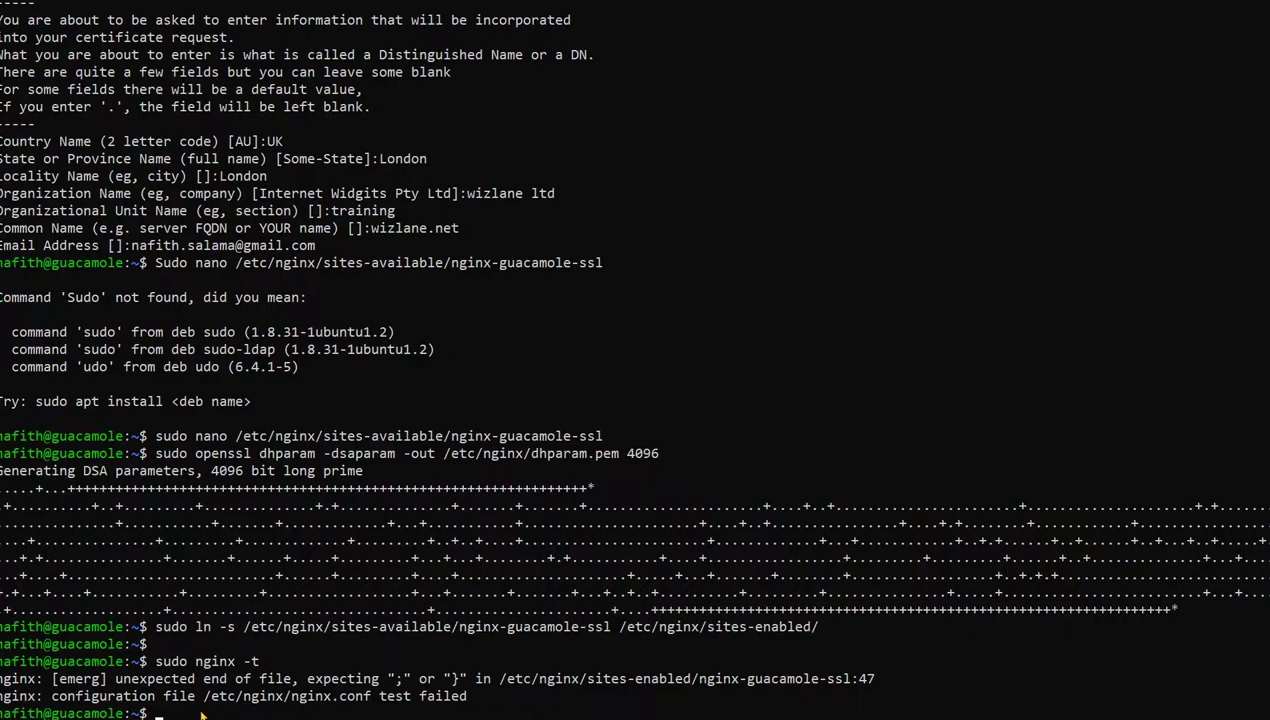 -----
You are about to be asked to enter information that will be incorporated
into your certificate request.
What you are about to enter is what is called a Distinguished Name or a DN.
There are quite a few fields but you can leave some blank
For some fields there will be a default value,
If you enter '.', the field will be left blank.
-----
Country Name (2 letter code) [AU]:UK
State or Province Name (full name) [Some-State]:London
Locality Name (eg, city) []:London
Organization Name (eg, company) [Internet Widgits Pty Ltd]:wizlane ltd
Organizational Unit Name (eg, section) []:training
Common Name (e.g. server FQDN or YOUR name) []:wizlane.net
Email Address []:nafith.salama@gmail.com
nafith@guacamole:~$ Sudo nano /etc/nginx/sites-available/nginx-guacamole-ssl
Command 'Sudo' not found, did you mean:
command 'sudo' from deb sudo (1.8.31-1ubuntu1.2)
command 'sudo' from deb sudo-ldap (1.8.31-1ubuntu1.2)
command 'udo' from deb udo (6.4.1-5)
Try: sudo apt install <deb name>
nafith@guacamole:~$ sudo nano /etc/nginx/sites-available/nginx-guacamole-ssl
nafith@guacamole:~$ sudo openssl dhparam -dsaparam -out /etc/nginx/dhparam.pem 4096
Generating DSA parameters, 4096 bit long prime
nafith@guacamole:~$ sudo ln -s /etc/nginx/sites-available/nginx-guacamole-ssl /etc/nginx/sites-enabled/
nafith@guacamole:~$
nafith@guacamole:~$ sudo nginx -t
nginx: [emerg] unexpected end of file, expecting ";" or "}" in /etc/nginx/sites-enabled/nginx-guacamole-ssl:47
nginx: configuration file /etc/nginx/nginx.conf test failed
nafith@guacamole:~$